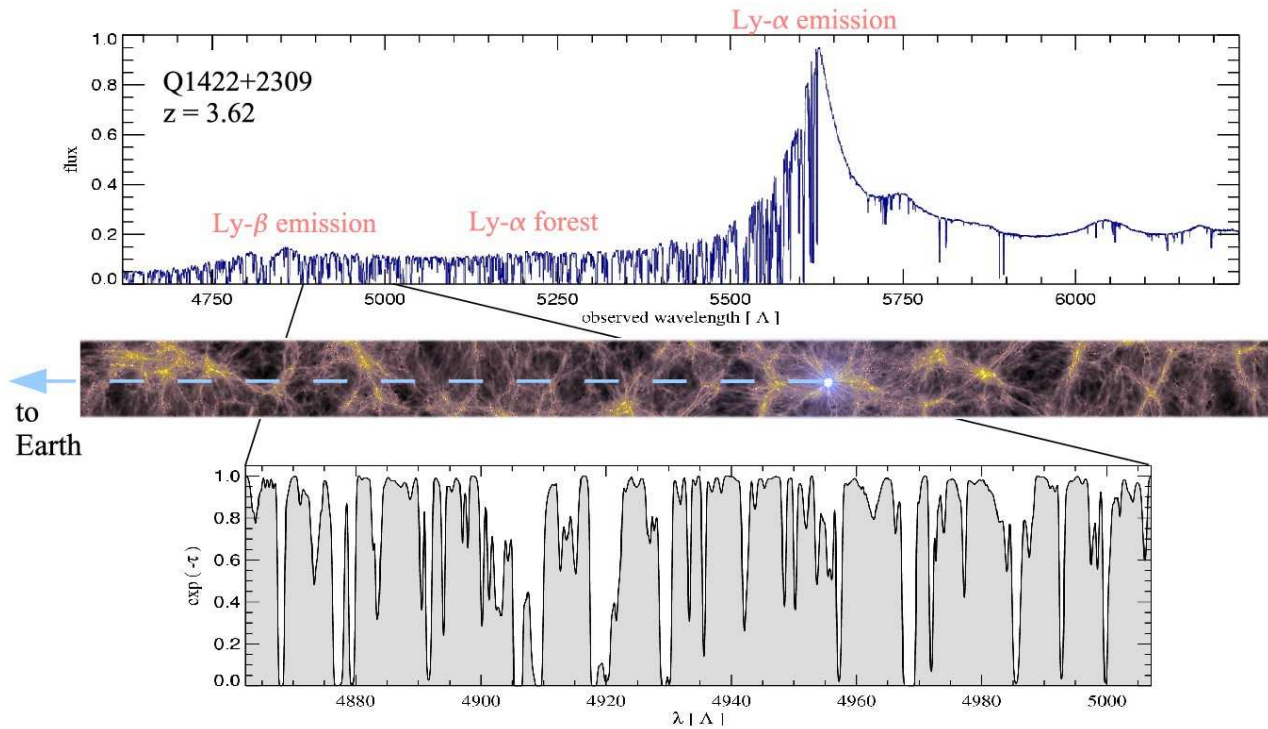 Ly-α emission
1.0
0.8
0.6
0.4
0.2
0.0
flux
Q1422+2309
z = 3.62
Ly-β emission
Ly-α forest
4750 5000 5250 5500 5750 6000
observed wavelength [ Λ ]
to
Earth
1.0
0.8
0.6
0.4
0.2
0.0
exp(-τ)
4880 4900 4920 4940 4960 4980 5000
λ [ Λ ]